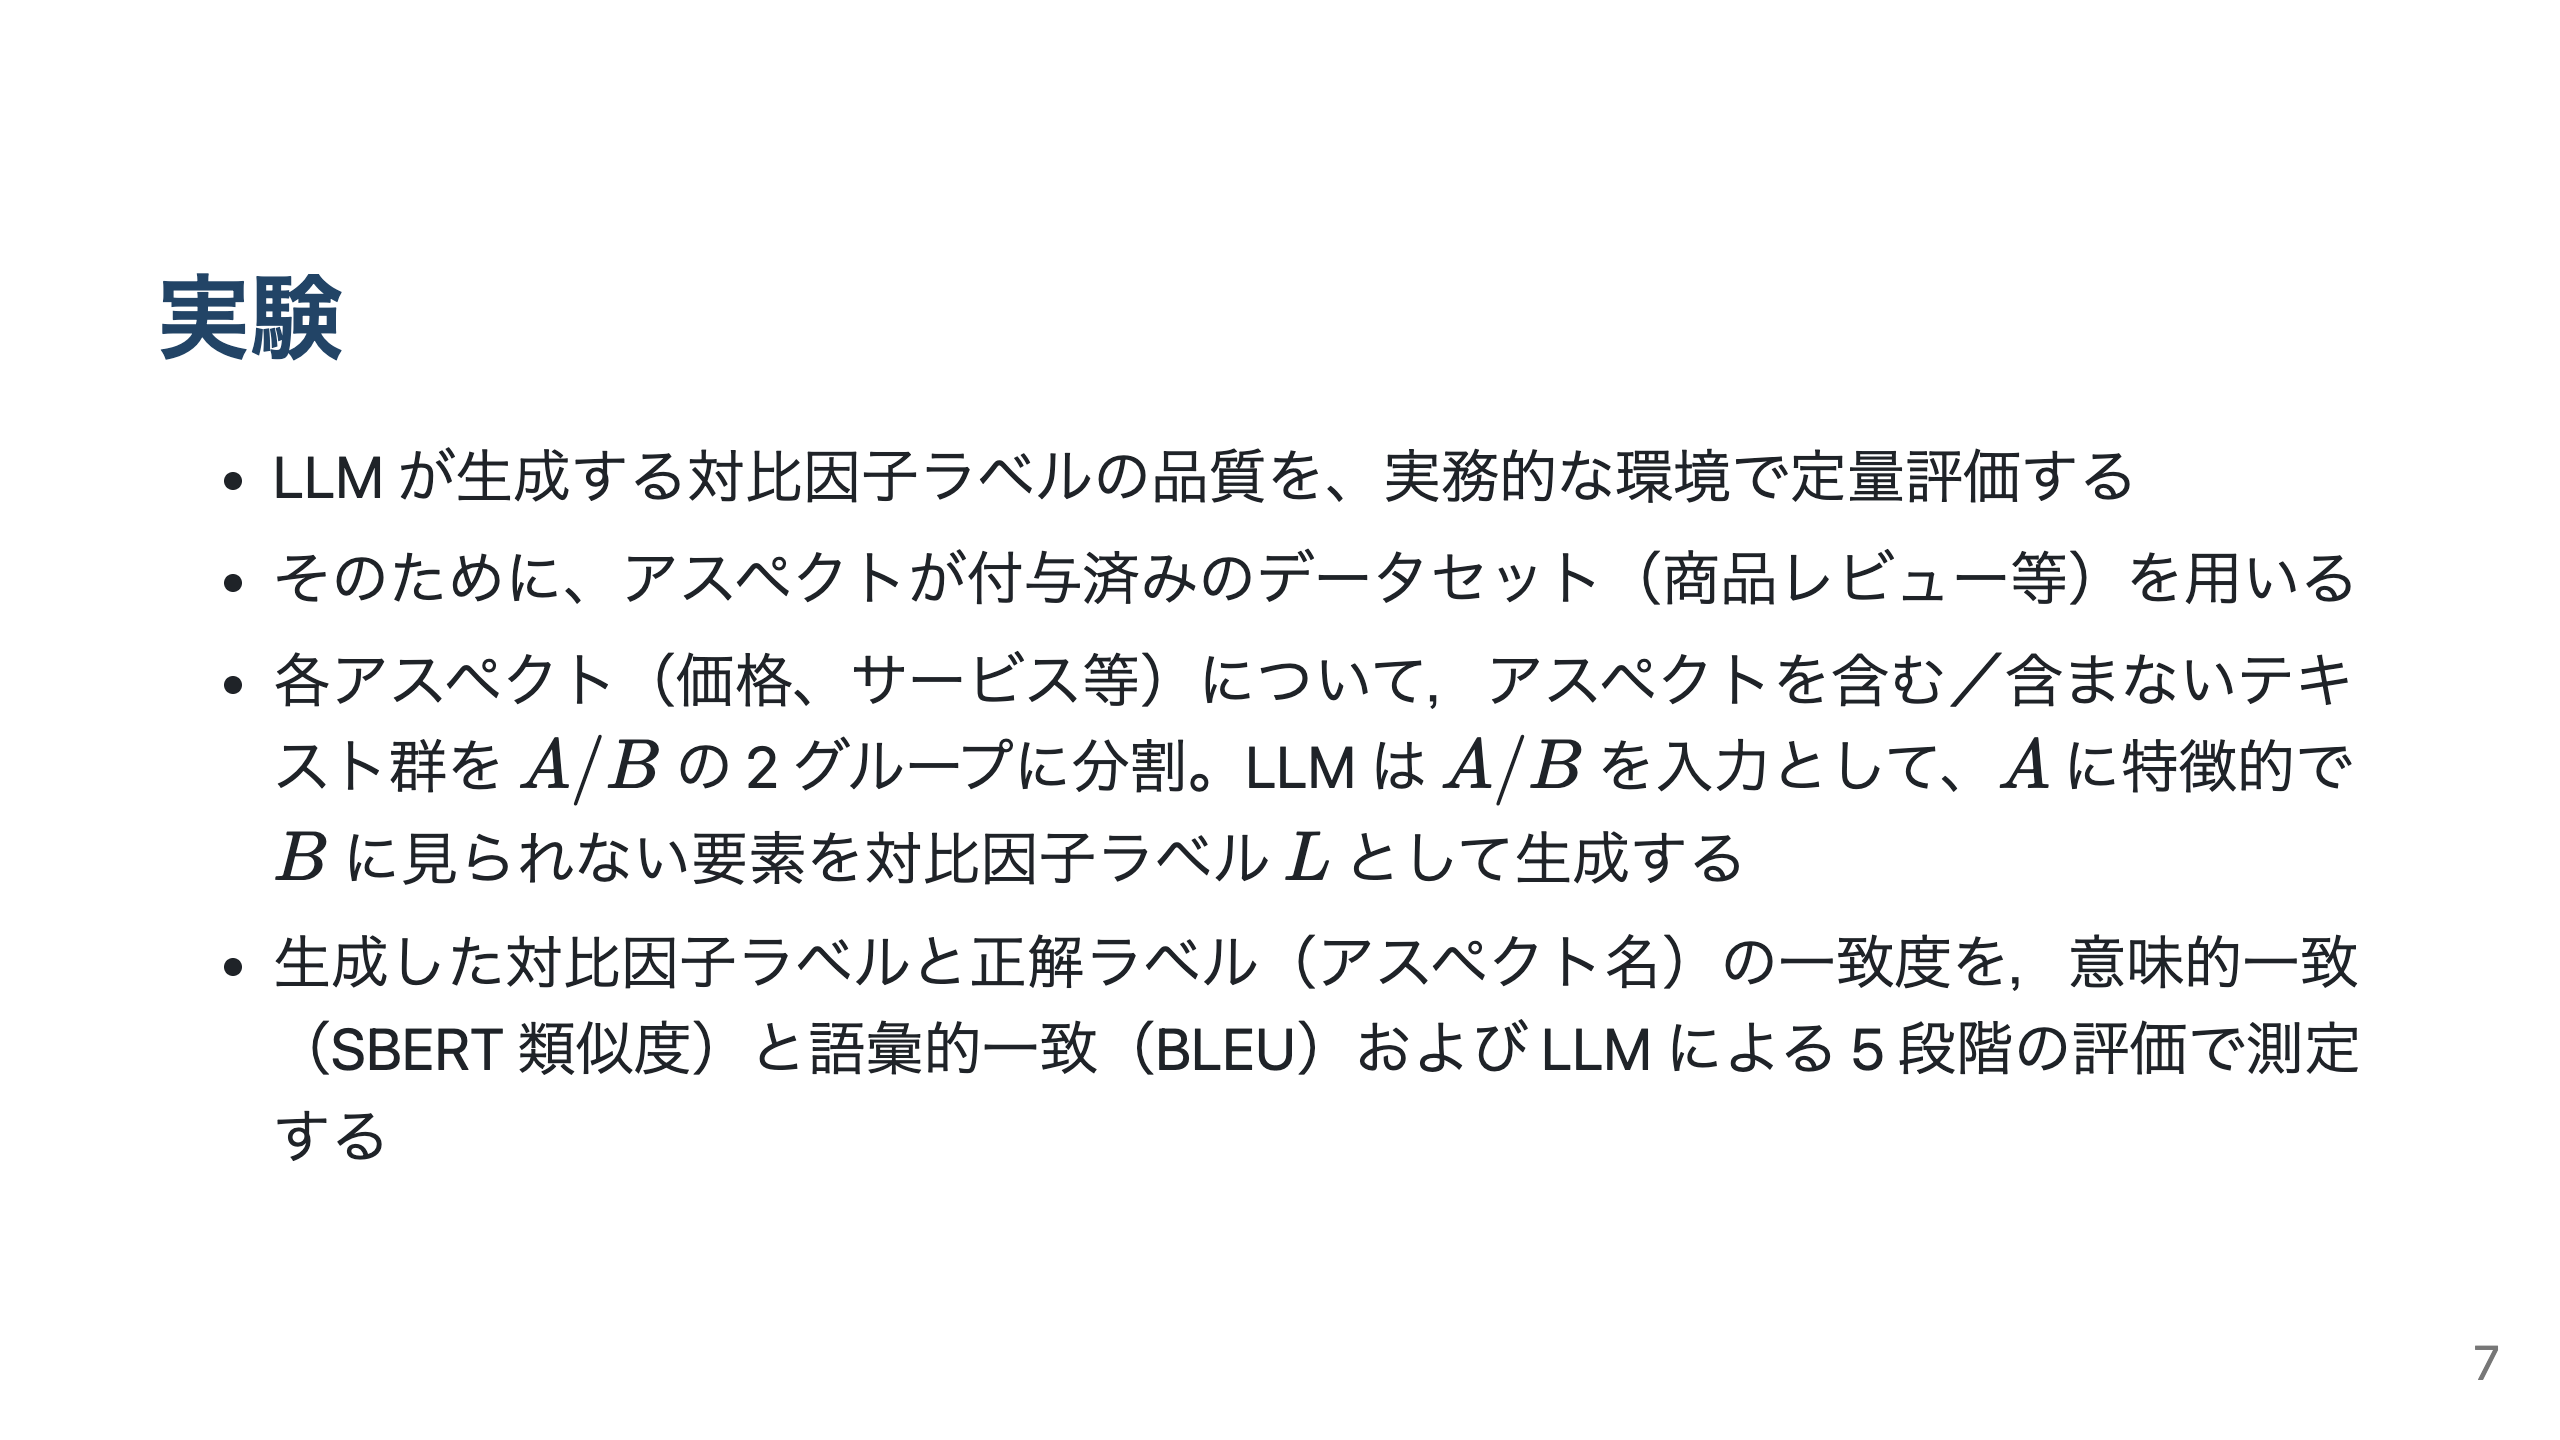 実験
• LLM が生成する対比因子ラベルの品質を、実務的な環境で定量評価する
• そのために、アスペクトが付与済みのデータセット（商品レビュー等）を用いる
• 各アスペクト（価格、サービス等）について，アスペクトを含む／含まないテキ
スト群を A/B の 2 グループに分割。LLM は A/B を入力として、A に特徴的で
B に見られない要素を対比因子ラベル L として生成する
• 生成した対比因子ラベルと正解ラベル（アスペクト名）の一致度を，意味的一致
（SBERT 類似度）と語彙的一致（BLEU）および LLM による 5 段階の評価で測定
する
7